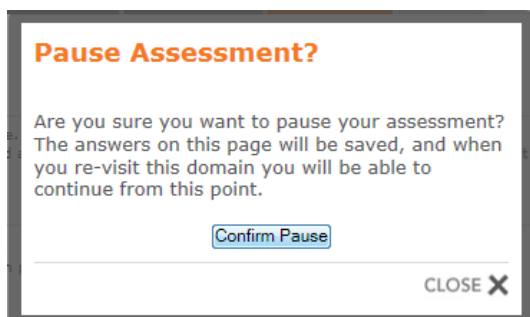 Pause Assessment?
Are you sure you want to pause your assessment?
The answers on this page will be saved, and when
you re-visit this domain you will be able to
continue from this point.
Confirm Pause
CLOSE X